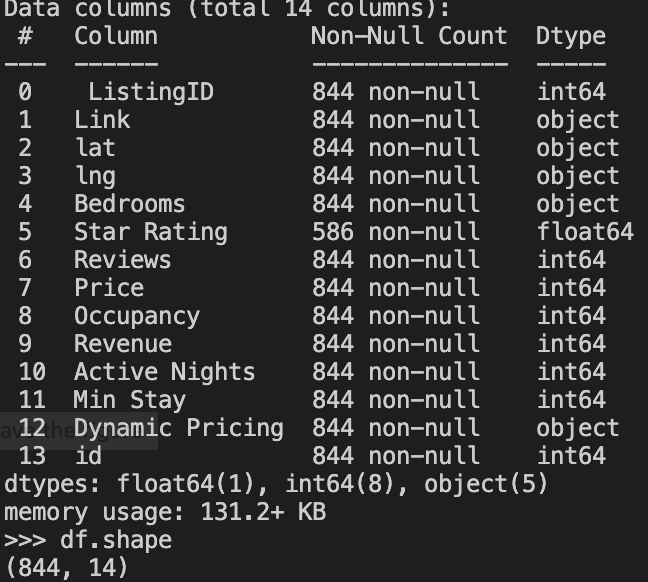 Data columns (total 14 columns):
 #   Column           Non-Null Count  Dtype
---  ------           --------------  -----
 0    ListingID       844 non-null    int64
 1   Link             844 non-null    object
 2   lat              844 non-null    object
 3   lng              844 non-null    object
 4   Bedrooms         844 non-null    object
 5   Star Rating      586 non-null    float64
 6   Reviews          844 non-null    int64
 7   Price            844 non-null    int64
 8   Occupancy        844 non-null    int64
 9   Revenue          844 non-null    int64
 10  Active Nights    844 non-null    int64
 11  Min Stay         844 non-null    int64
 12  Dynamic Pricing  844 non-null    object
 13  id               844 non-null    int64
dtypes: float64(1), int64(8), object(5)
memory usage: 131.2+ KB
>>> df.shape
(844, 14)